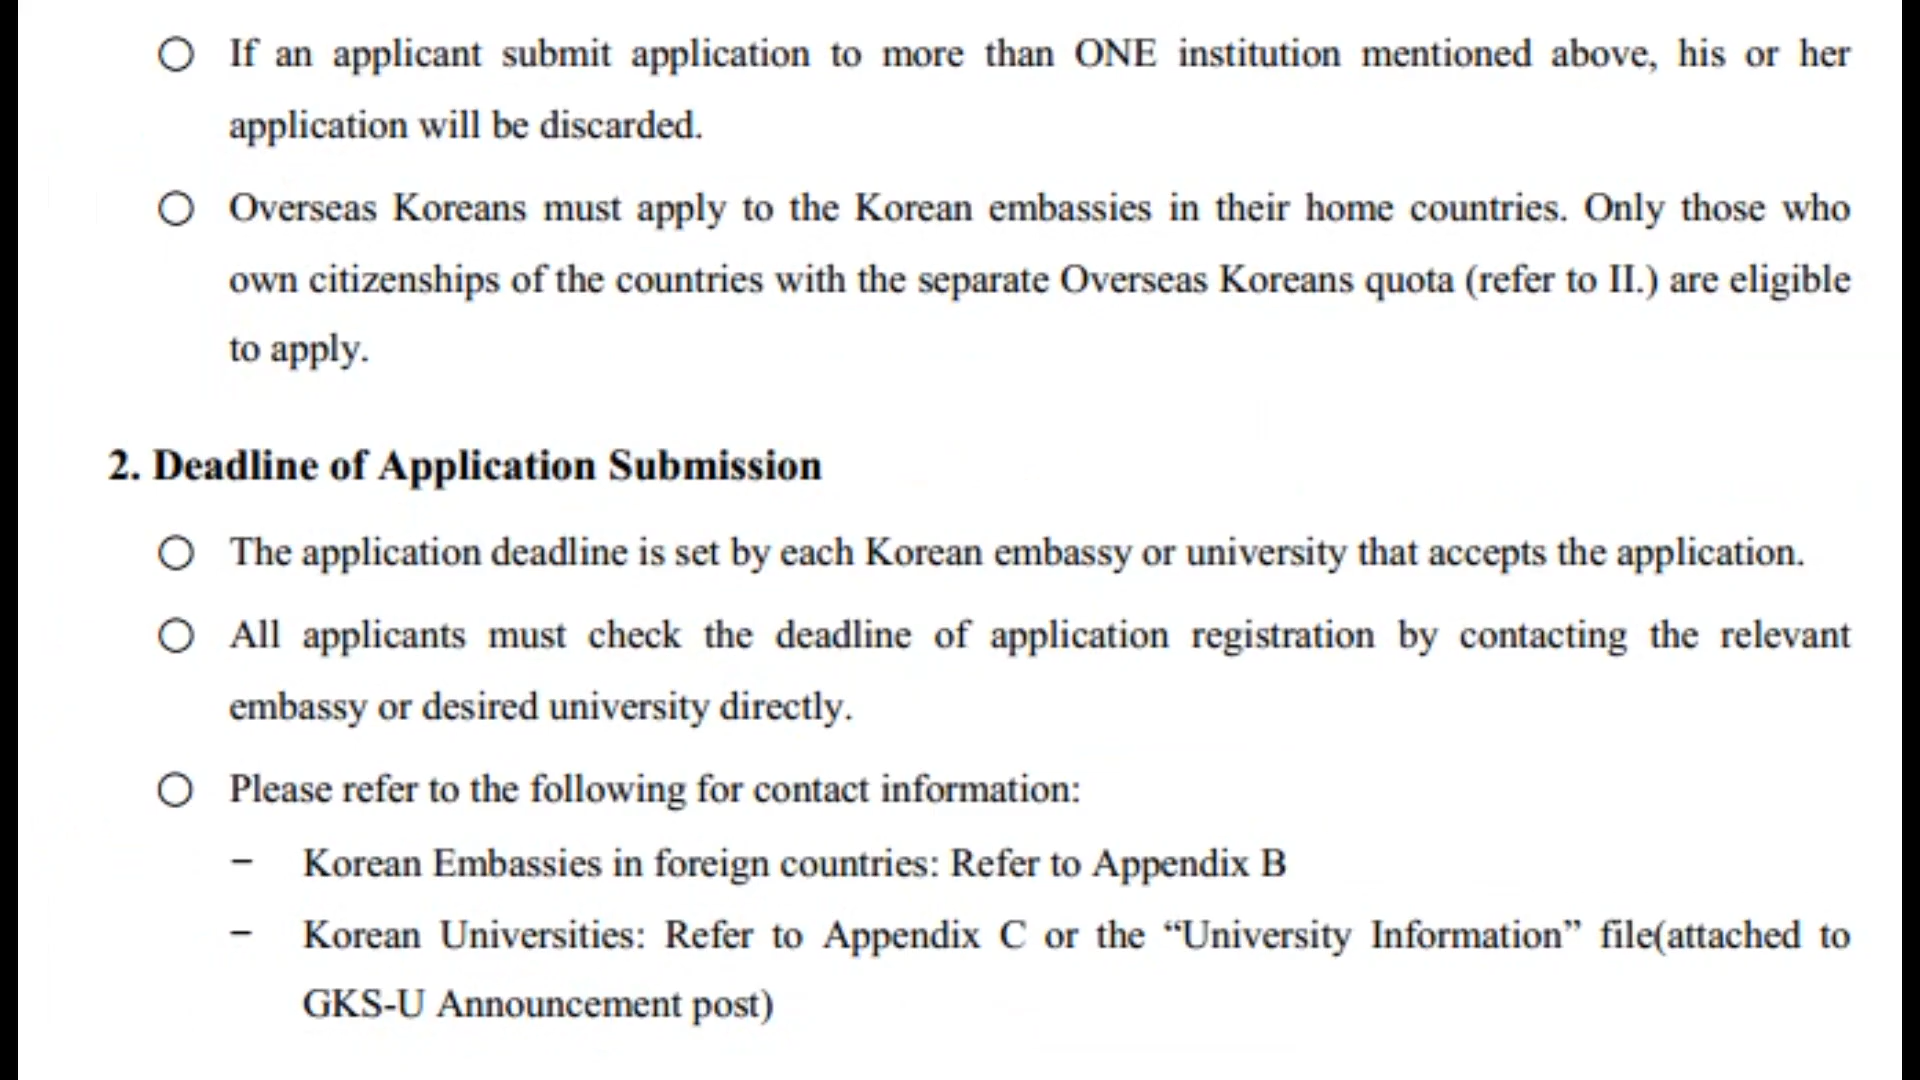 ○ If an applicant submit application to more than ONE institution mentioned above, his or her
application will be discarded.
○ Overseas Koreans must apply to the Korean embassies in their home countries. Only those who
own citizenships of the countries with the separate Overseas Koreans quota (refer to II.) are eligible
to apply.
2. Deadline of Application Submission
○ The application deadline is set by each Korean embassy or university that accepts the application.
○ All applicants must check the deadline of application registration by contacting the relevant
embassy or desired university directly.
○ Please refer to the following for contact information:
− Korean Embassies in foreign countries: Refer to Appendix B
− Korean Universities: Refer to Appendix C or the “University Information” file(attached to
GKS-U Announcement post)